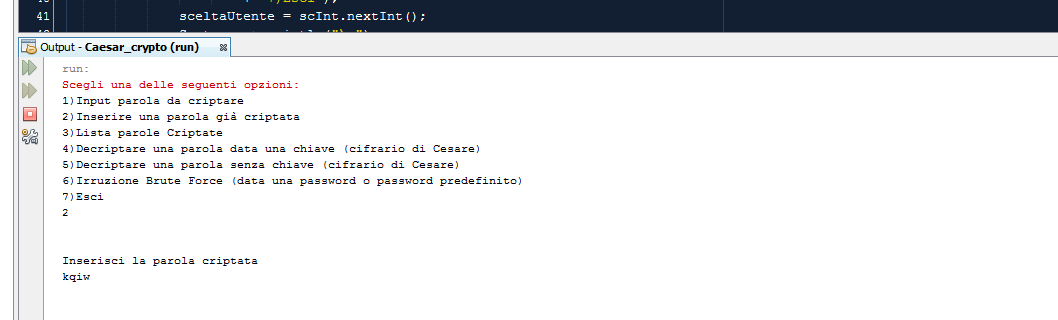 41 sceltaUtente = scInt.nextInt();
Output - Caesar_crypto (run)
run:
Scegli una delle seguenti opzioni:
1)Input parola da criptare
2)Inserire una parola già criptata
3)Lista parole Criptate
4)Decriptare una parola data una chiave (cifrario di Cesare)
5)Decriptare una parola senza chiave (cifrario di Cesare)
6)Irruzione Brute Force (data una password o password predefinito)
7)Esci
2
Inserisci la parola criptata
kqiw